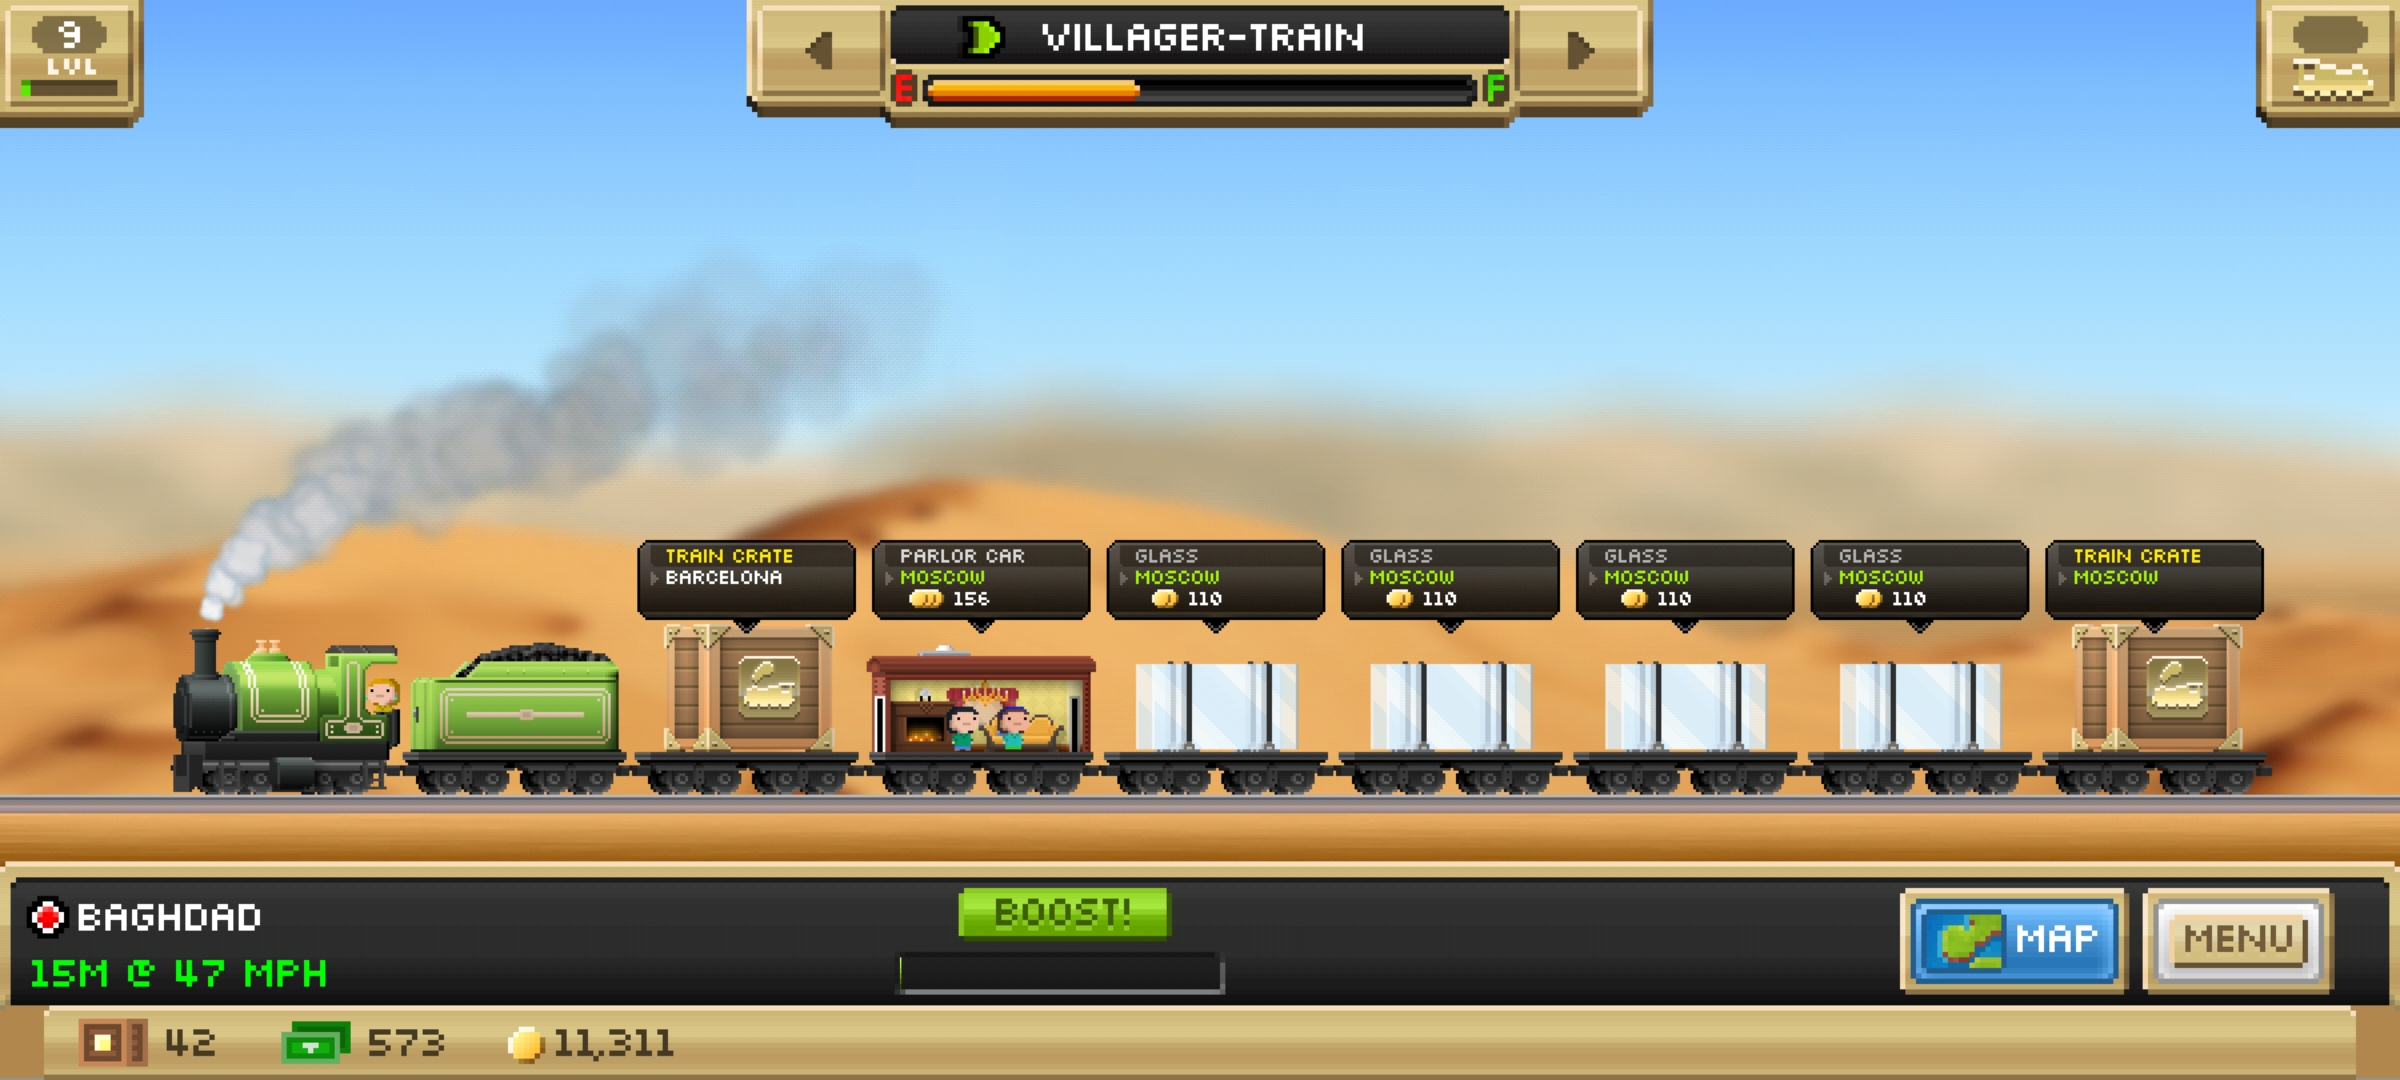 9
LVL
VILLAGER-TRAIN
E F
TRAIN CRATE
BARCELONA
PARLOR CAR
MOSCOW
156
GLASS
MOSCOW
110
GLASS
MOSCOW
110
GLASS
MOSCOW
110
GLASS
MOSCOW
110
TRAIN CRATE
MOSCOW
BAGHDAD
15M @ 47 MPH
BOOST!
MAP
MENU
42
573
11,311